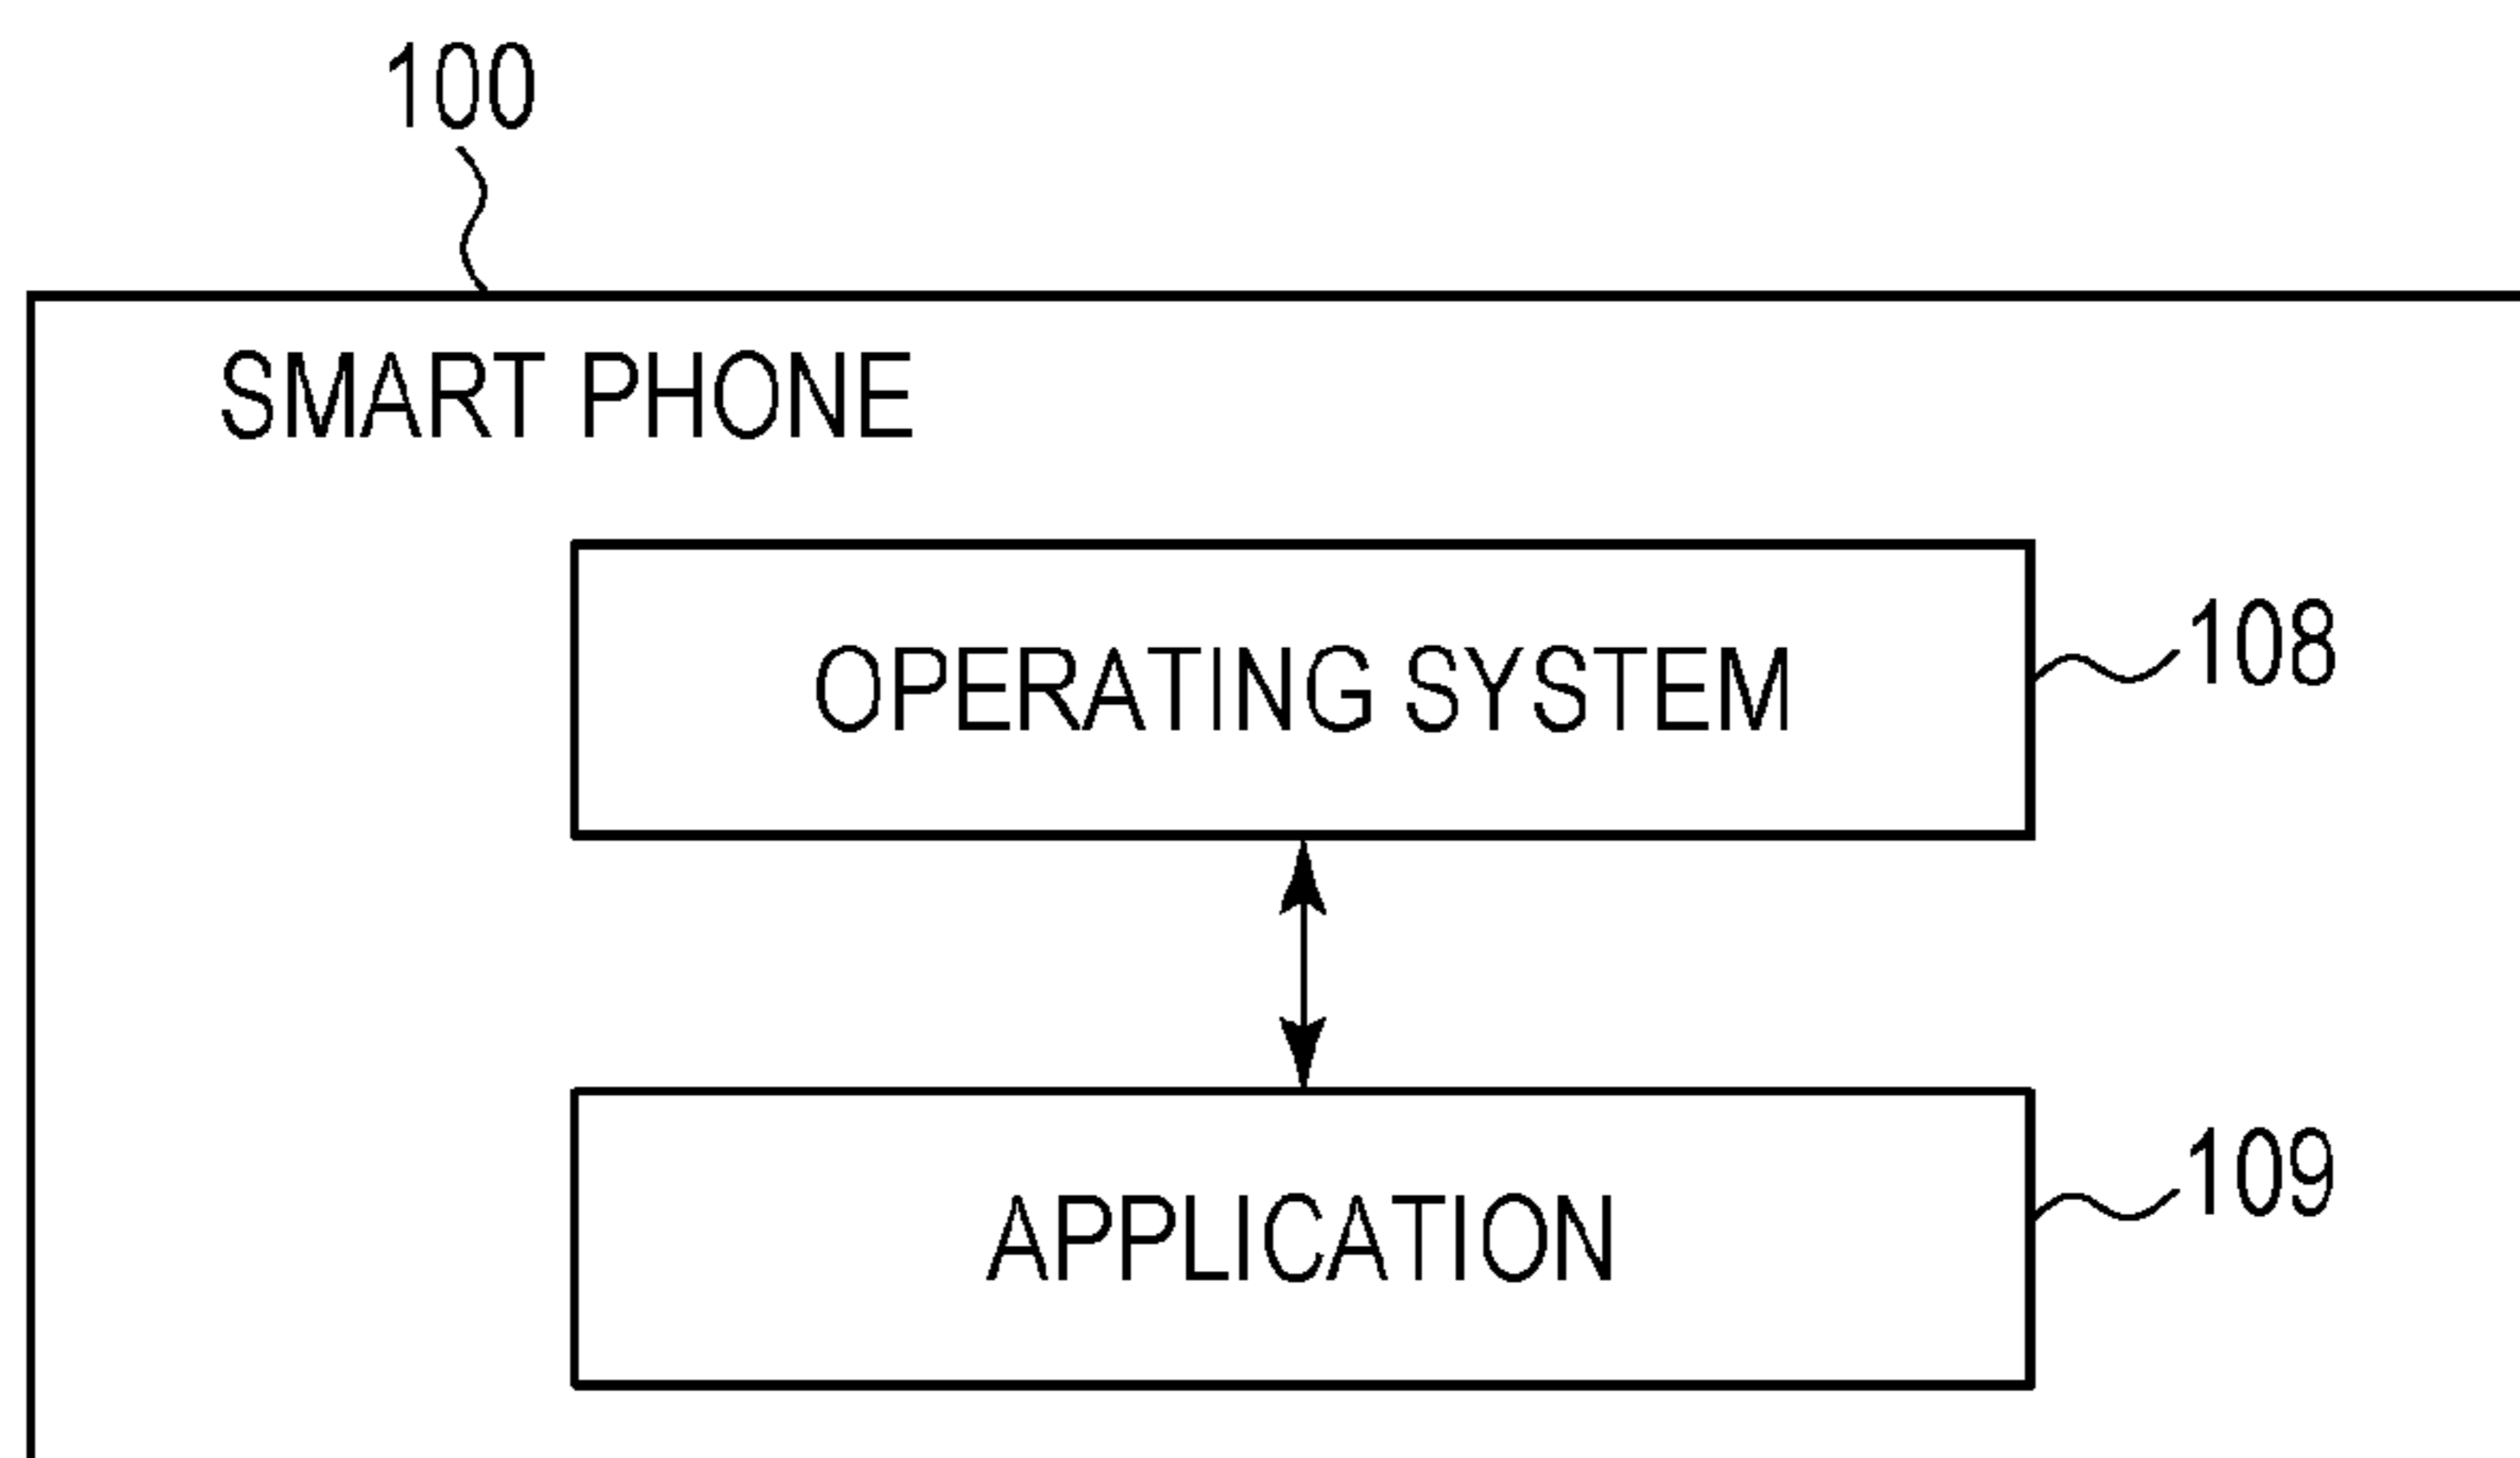 100
SMART PHONE
OPERATING SYSTEM
108
APPLICATION
109